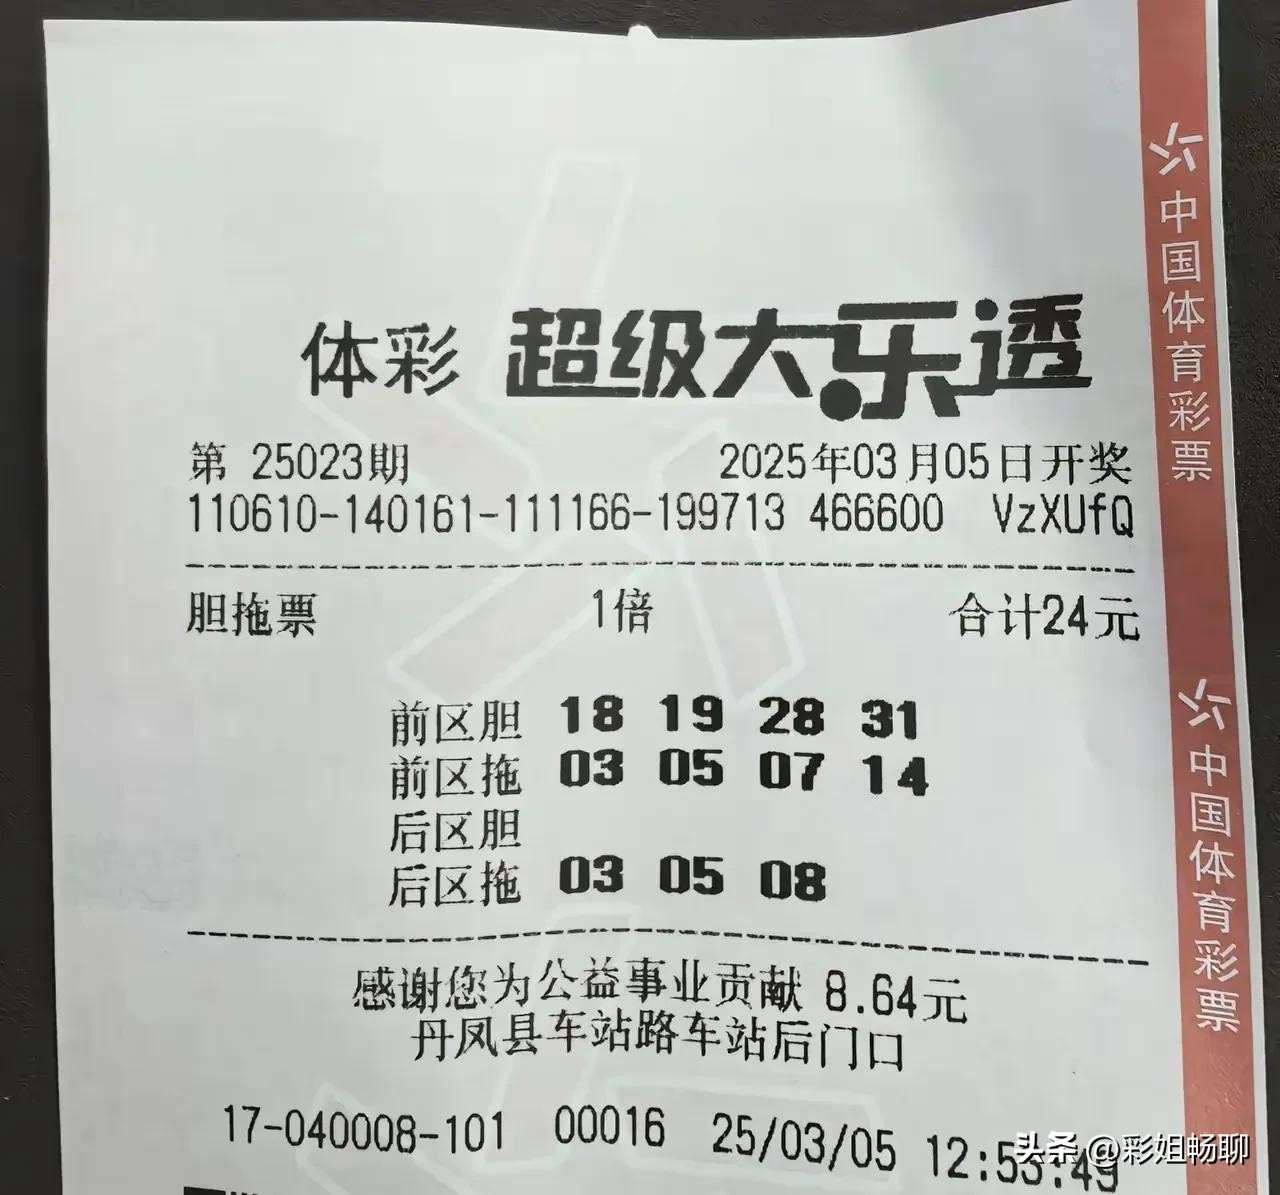 体彩 超级大乐透
第 25023期 2025年03月05日开奖
110610-140161-111166-199713 466600 VzXUfQ
胆拖票 1倍 合计24元
前区胆 18 19 28 31
前区拖 03 05 07 14
后区胆
后区拖 03 05 08
感谢您为公益事业贡献 8.64元
丹凤县车站路车站后门口
17-040008-101 00016 25/03/05 12:53:49
中国体育彩票
中国体育彩票
头条 @彩妲畅聊